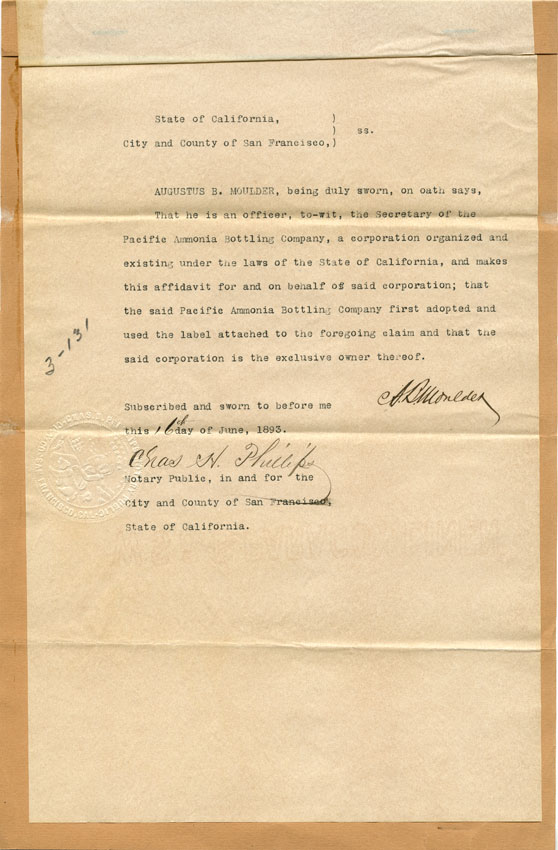 State of California, )
) ss.
City and County of San Francisco,)
AUGUSTUS B. MOULDER, being duly sworn, on oath says,
That he is an officer, to-wit, the Secretary of the
Pacific Ammonia Bottling Company, a corporation organized and
existing under the laws of the State of California, and makes
this affidavit for and on behalf of said corporation; that
the said Pacific Ammonia Bottling Company first adopted and
used the label attached to the foregoing claim and that the
said corporation is the exclusive owner thereof.
3-131
A.B. Moulder
Subscribed and sworn to before me
this 16th day of June, 1893.
Chas H. Phillips
Notary Public, in and for the
City and County of San Francisco,
State of California.